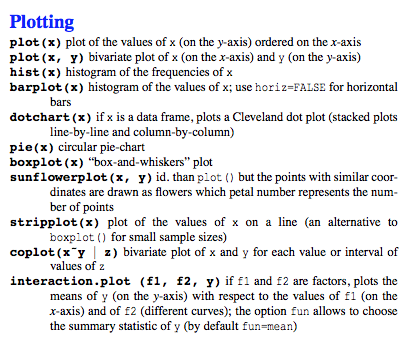 Plotting
plot(x) plot of the values of x (on the y-axis) ordered on the x-axis
plot(x, y) bivariate plot of x (on the x-axis) and y (on the y-axis)
hist(x) histogram of the frequencies of x
barplot(x) histogram of the values of x; use horiz=FALSE for horizontal
bars
dotchart(x) if x is a data frame, plots a Cleveland dot plot (stacked plots
line-by-line and column-by-column)
pie(x) circular pie-chart
boxplot(x) “box-and-whiskers” plot
sunflowerplot(x, y) id. than plot() but the points with similar coor-
dinates are drawn as flowers which petal number represents the num-
ber of points
stripplot(x) plot of the values of x on a line (an alternative to
boxplot() for small sample sizes)
coplot(x˜y | z) bivariate plot of x and y for each value or interval of
values of z
interaction.plot (f1, f2, y) if f1 and f2 are factors, plots the
means of y (on the y-axis) with respect to the values of f1 (on the
x-axis) and of f2 (different curves); the option fun allows to choose
the summary statistic of y (by default fun=mean)